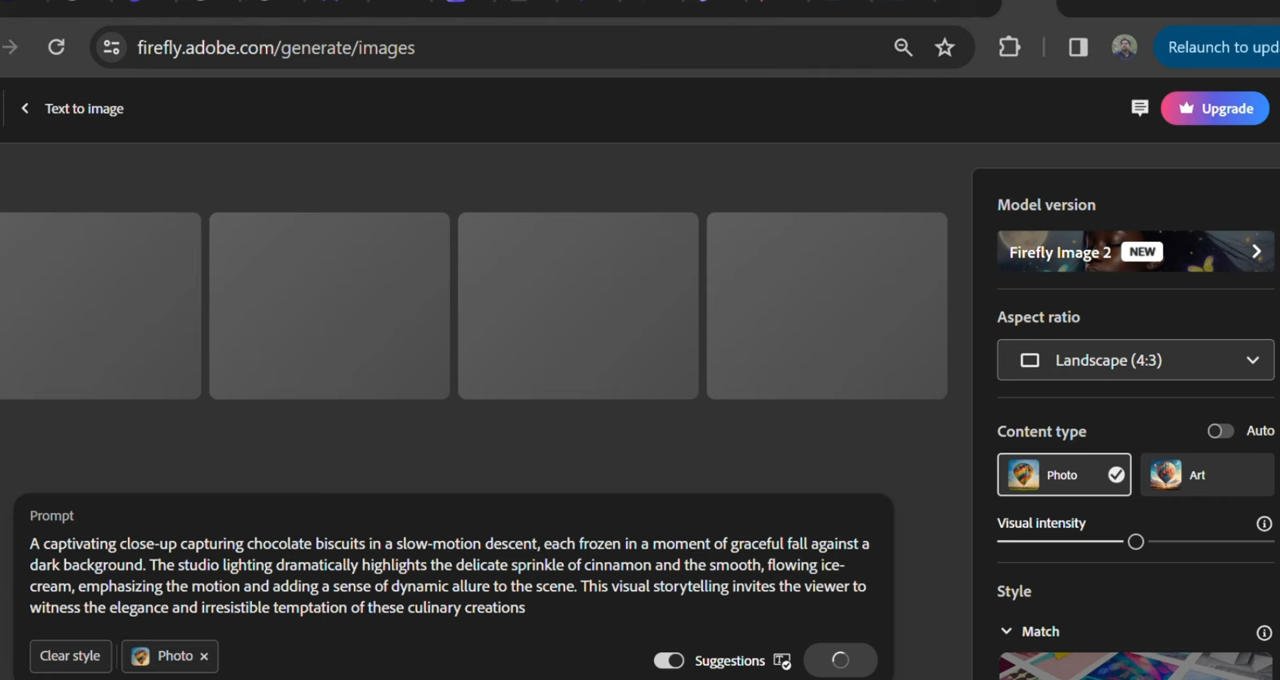 firefly.adobe.com/generate/images
Relaunch to upd
Text to image
Upgrade
Model version
Firefly Image 2 NEW
Aspect ratio
Landscape (4:3)
Content type
Auto
Photo
Art
Visual intensity
Style
Match
Prompt
A captivating close-up capturing chocolate biscuits in a slow-motion descent, each frozen in a moment of graceful fall against a
dark background. The studio lighting dramatically highlights the delicate sprinkle of cinnamon and the smooth, flowing ice-
cream, emphasizing the motion and adding a sense of dynamic allure to the scene. This visual storytelling invites the viewer to
witness the elegance and irresistible temptation of these culinary creations
Clear style
Photo
Suggestions